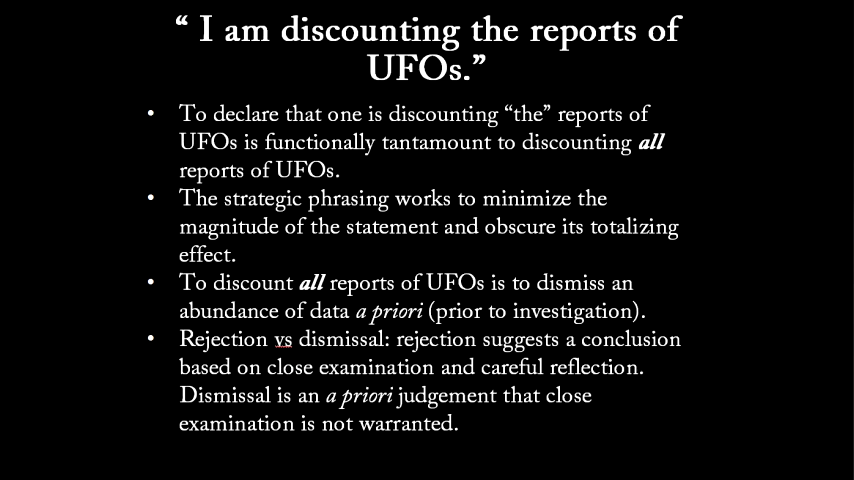 “ I am discounting the reports of
UFOs.”
• To declare that one is discounting “the” reports of
UFOs is functionally tantamount to discounting all
reports of UFOs.
• The strategic phrasing works to minimize the
magnitude of the statement and obscure its totalizing
effect.
• To discount all reports of UFOs is to dismiss an
abundance of data a priori (prior to investigation).
• Rejection vs dismissal: rejection suggests a conclusion
based on close examination and careful reflection.
Dismissal is an a priori judgement that close
examination is not warranted.